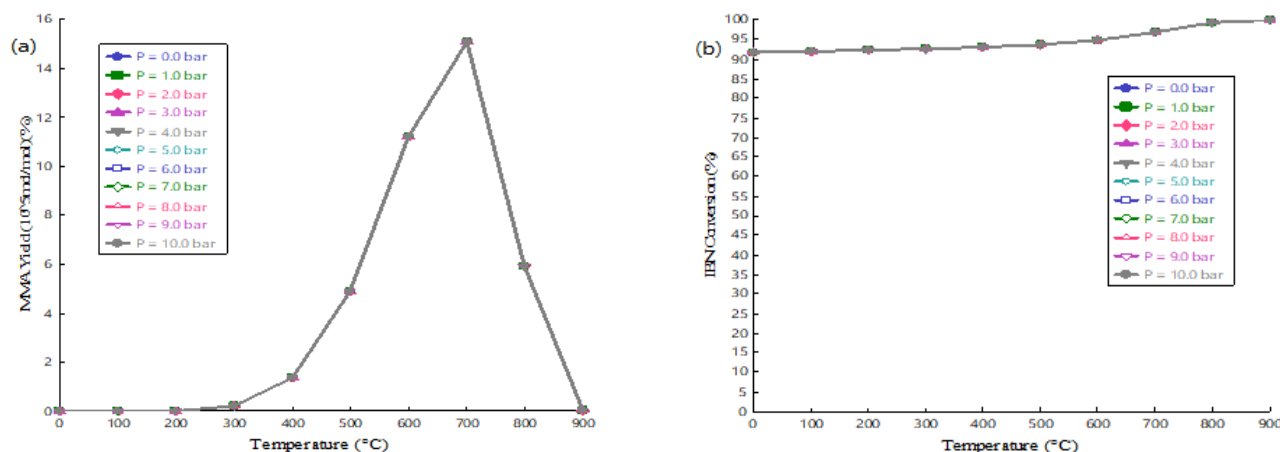 (a)
MMA Yield (10^5mol/mol)(%)
16
14
12
10
8
6
4
2
0
P = 0.0 bar
P = 1.0 bar
P = 2.0 bar
P = 3.0 bar
P = 4.0 bar
P = 5.0 bar
P = 6.0 bar
P = 7.0 bar
P = 8.0 bar
P = 9.0 bar
P = 10.0 bar
0 100 200 300 400 500 600 700 800 900
Temperature (°C)
(b)
IBN Conversion (%)
100
95
90
85
80
75
70
65
60
55
50
45
40
35
30
25
20
15
10
5
0
P = 0.0 bar
P = 1.0 bar
P = 2.0 bar
P = 3.0 bar
P = 4.0 bar
P = 5.0 bar
P = 6.0 bar
P = 7.0 bar
P = 8.0 bar
P = 9.0 bar
P = 10.0 bar
0 100 200 300 400 500 600 700 800 900
Temperature (°C)